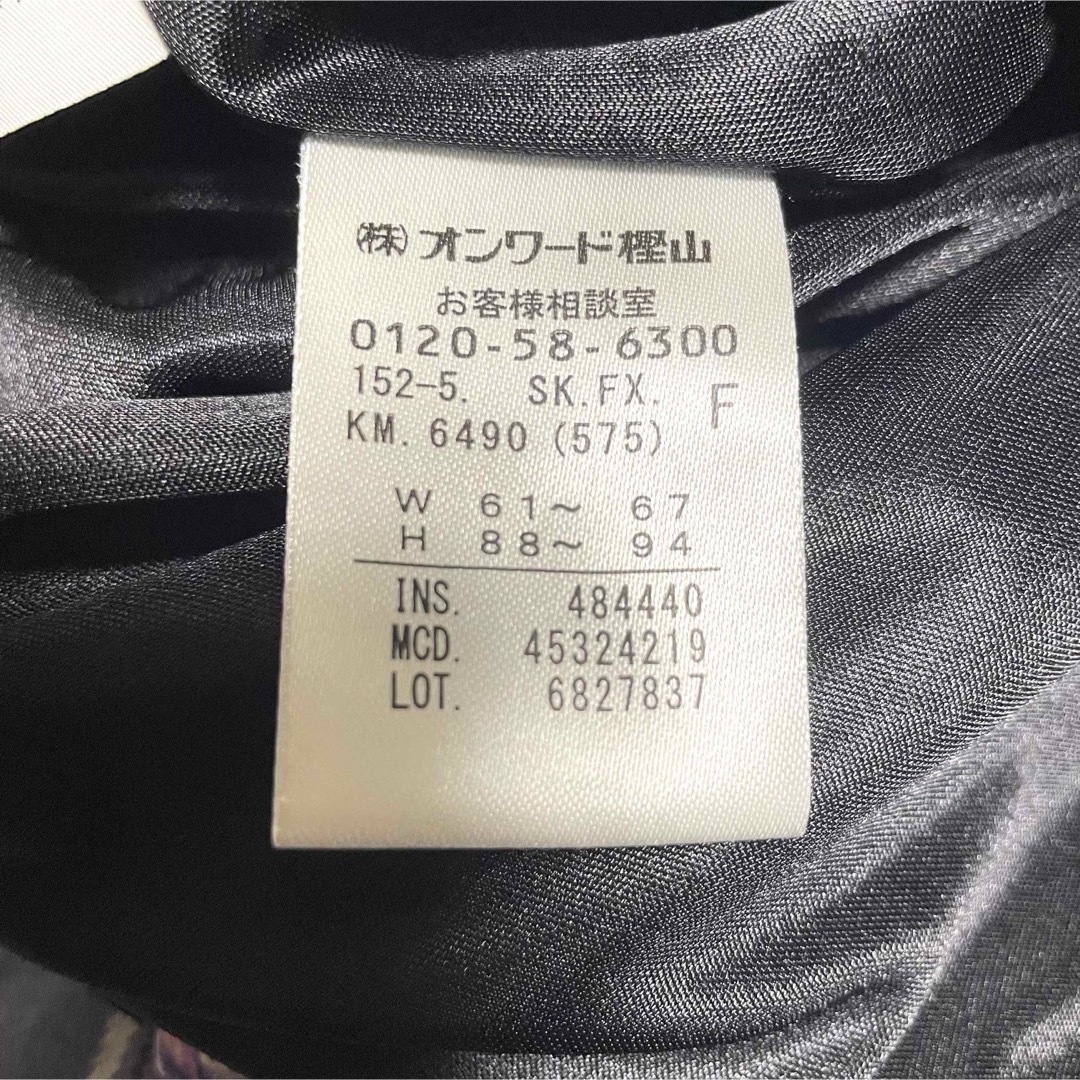 ㈱オンワード樫山
お客様相談室
0120-58-6300
152-5. SK.FX. F
KM. 6490 (575)
W 61〜 67
H 88〜 94
INS. 484440
MCD. 45324219
LOT. 6827837